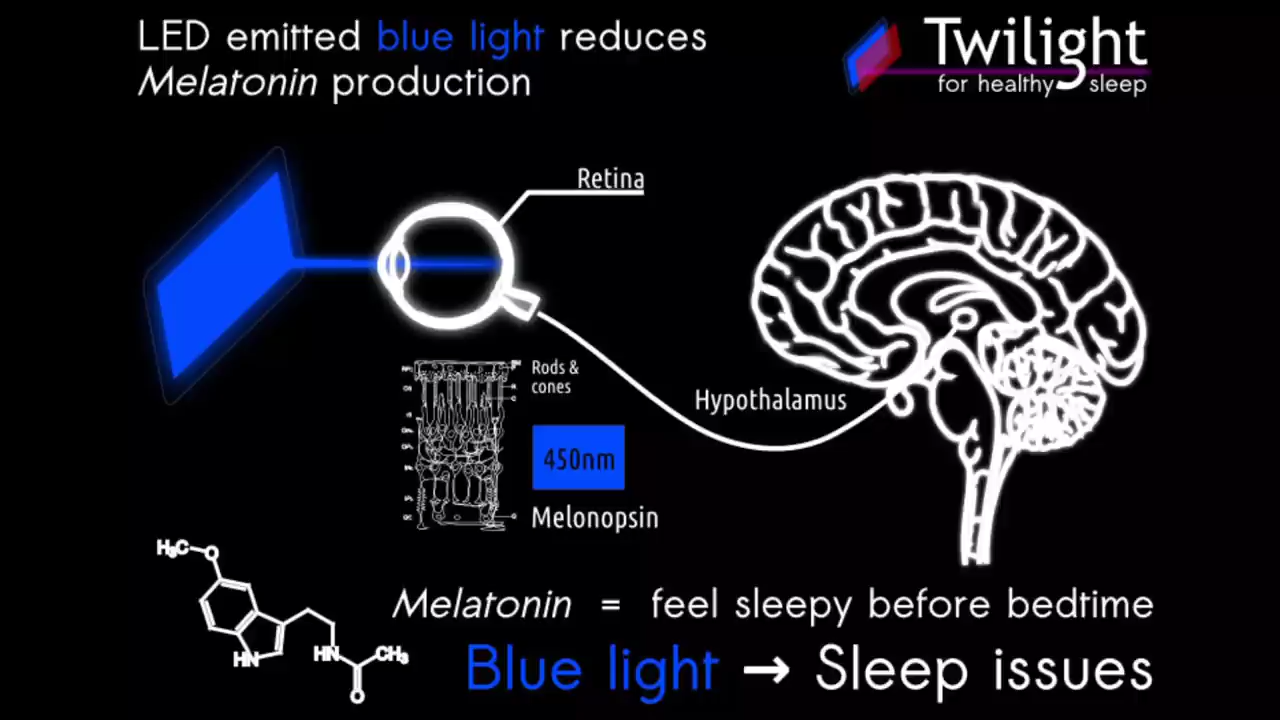 LED emitted blue light reduces
Melatonin production
Twilight
for healthy sleep
Retina
Rods &
cones
Hypothalamus
450nm
Melonopsin
H₃C
O
HN
HN
CH₃
O
Melatonin = feel sleepy before bedtime
Blue light → Sleep issues